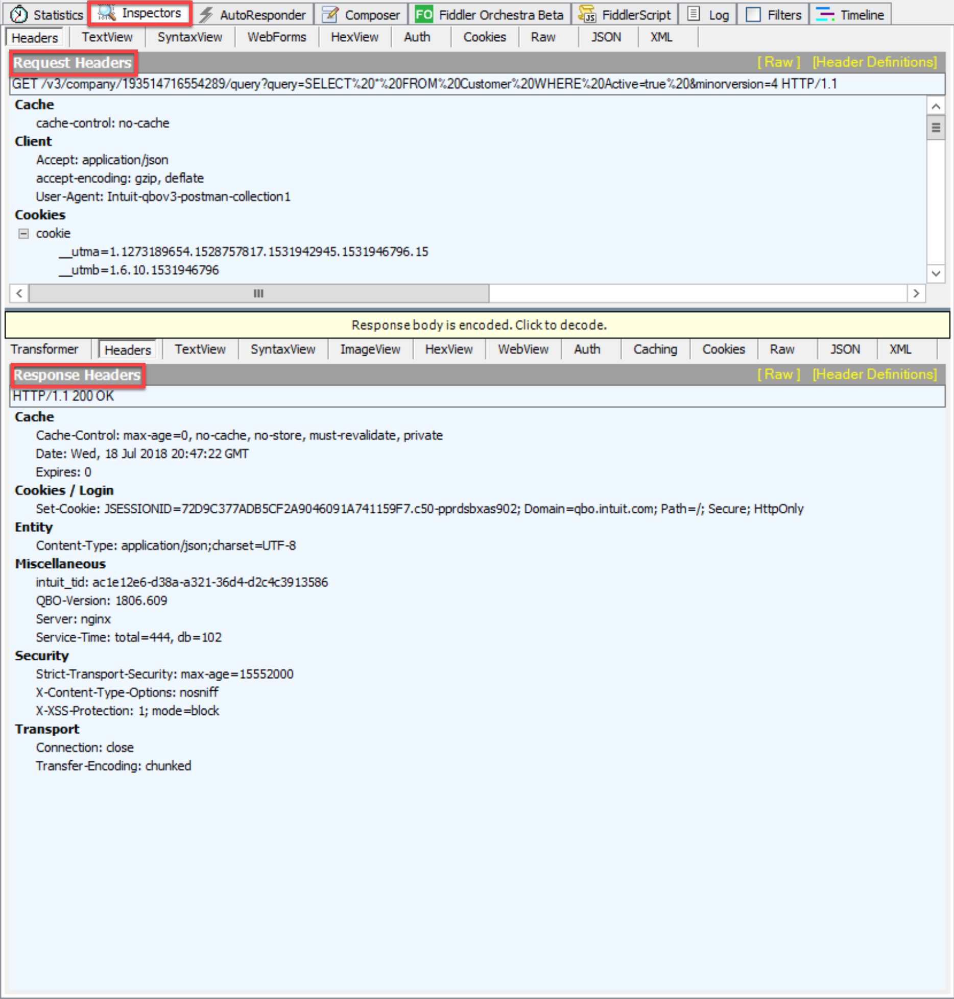 Statistics Inspectors AutoResponder Composer FO Fiddler Orchestra Beta JS FiddlerScript Log Filters Timeline
Headers TextView SyntaxView WebForms HexView Auth Cookies Raw JSON XML
Request Headers [ Raw ] [Header Definitions]
GET /v3/company/193514716554289/query?query=SELECT%20*%20FROM%20Customer%20WHERE%20Active=true%20&minorversion=4 HTTP/1.1
Cache
cache-control: no-cache
Client
Accept: application/json
accept-encoding: gzip, deflate
User-Agent: Intuit-qbov3-postman-collection1
Cookies
cookie
__utma=1.1273189654.1528757817.1531942945.1531946796.15
__utmb=1.6.10.1531946796
Response body is encoded. Click to decode.
Transformer Headers TextView SyntaxView ImageView HexView WebView Auth Caching Cookies Raw JSON XML
Response Headers [ Raw ] [Header Definitions]
HTTP/1.1 200 OK
Cache
Cache-Control: max-age=0, no-cache, no-store, must-revalidate, private
Date: Wed, 18 Jul 2018 20:47:22 GMT
Expires: 0
Cookies / Login
Set-Cookie: JSESSIONID=72D9C377ADB5CF2A9046091A741159F7.c50-pprdsbxas902; Domain=qbo.intuit.com; Path=/; Secure; HttpOnly
Entity
Content-Type: application/json;charset=UTF-8
Miscellaneous
intuit_tid: ac1e12e6-d38a-a321-36d4-d2c4c3913586
QBO-Version: 1806.609
Server: nginx
Service-Time: total=444, db=102
Security
Strict-Transport-Security: max-age=15552000
X-Content-Type-Options: nosniff
X-XSS-Protection: 1; mode=block
Transport
Connection: close
Transfer-Encoding: chunked